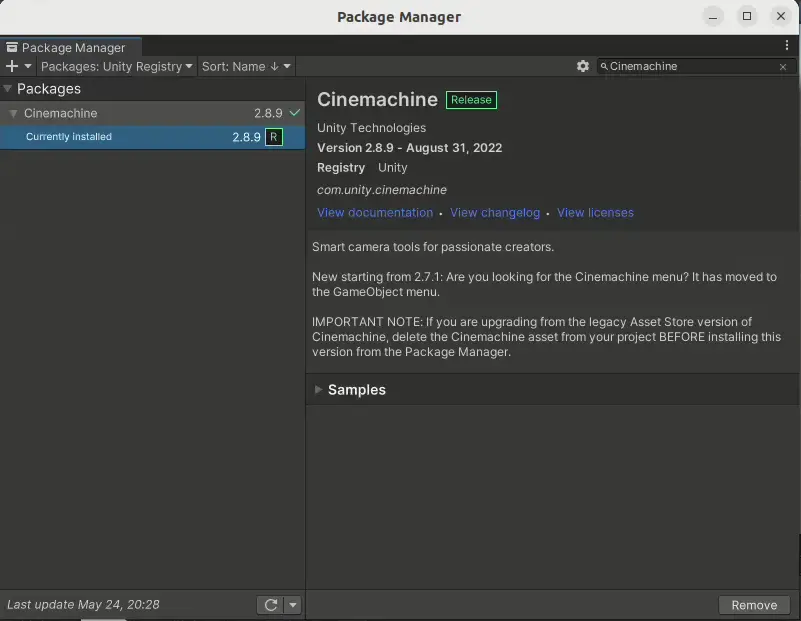 Package Manager
Package Manager
+ Packages: Unity Registry Sort: Name ↓ Cinemachine ×
Packages
Cinemachine 2.8.9 ✓
Currently installed 2.8.9 R
Cinemachine Release
Unity Technologies
Version 2.8.9 - August 31, 2022
Registry Unity
com.unity.cinemachine
View documentation • View changelog • View licenses
Smart camera tools for passionate creators.
New starting from 2.7.1: Are you looking for the Cinemachine menu? It has moved to
the GameObject menu.
IMPORTANT NOTE: If you are upgrading from the legacy Asset Store version of
Cinemachine, delete the Cinemachine asset from your project BEFORE installing this
version from the Package Manager.
Samples
Last update May 24, 20:28
Remove